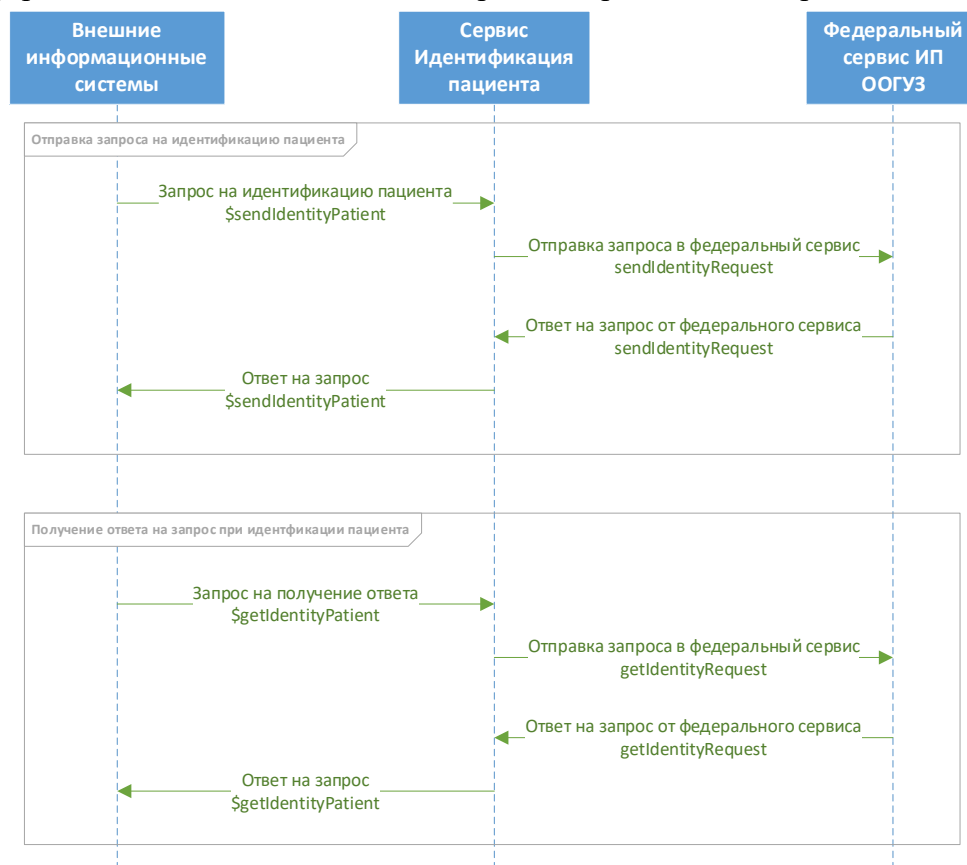 Внешние
информационные
системы
Сервис
Идентификация
пациента
Федеральный
сервис ИП
ООГУЗ
Отправка запроса на идентификацию пациента
Запрос на идентификацию пациента
$sendIdentityPatient
Отправка запроса в федеральный сервис
sendIdentityRequest
Ответ на запрос от федерального сервиса
sendIdentityRequest
Ответ на запрос
$sendIdentityPatient
Получение ответа на запрос при идентфикации пациента
Запрос на получение ответа
$getIdentityPatient
Отправка запроса в федеральный сервис
getIdentityRequest
Ответ на запрос от федерального сервиса
getIdentityRequest
Ответ на запрос
$getIdentityPatient